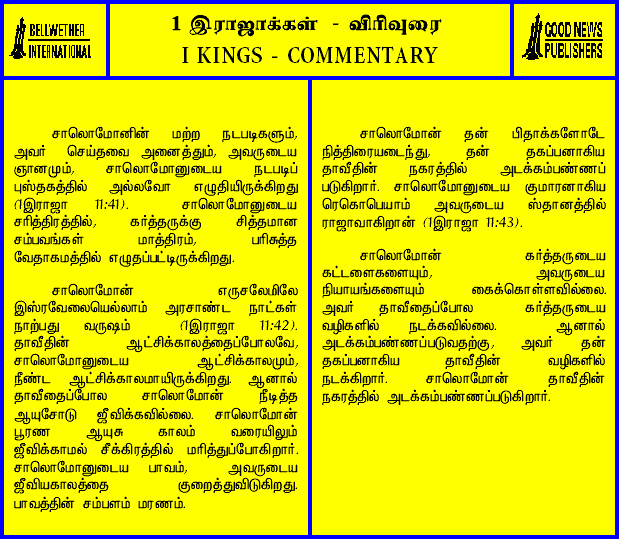 BELLWETHER
INTERNATIONAL
1 இராஜாக்கள் - விரிவுரை
I KINGS - COMMENTARY
GOOD NEWS
PUBLISHERS
சாலொமோனின் மற்ற நடபடிகளும்,
அவர் செய்தவை அனைத்தும், அவருடைய
ஞானமும், சாலொமோனுடைய நடபடிப்
புஸ்தகத்தில் அல்லவோ எழுதியிருக்கிறது
(1இராஜா 11:41). சாலொமோனுடைய
சரித்திரத்தில், கர்த்தருக்கு சித்தமான
சம்பவங்கள் மாத்திரம், பரிசுத்த
வேதாகமத்தில் எழுதப்பட்டிருக்கிறது.
சாலொமோன் எருசலேமிலே
இஸ்ரவேலையெல்லாம் அரசாண்ட நாட்கள்
நாற்பது வருஷம் (1இராஜா 11:42).
தாவீதின் ஆட்சிக்காலத்தைப்போலவே,
சாலொமோனுடைய ஆட்சிக்காலமும்,
நீண்ட ஆட்சிக்காலமாயிருக்கிறது. ஆனால்
தாவீதைப்போல சாலொமோன் நீடித்த
ஆயுசோடு ஜீவிக்கவில்லை. சாலொமோன்
பூரண ஆயுசு காலம் வரையிலும்
ஜீவிக்காமல் சீக்கிரத்தில் மரித்துப்போகிறார்.
சாலொமோனுடைய பாவம், அவருடைய
ஜீவியகாலத்தை குறைத்துவிடுகிறது.
பாவத்தின் சம்பளம் மரணம்.
சாலொமோன் தன் பிதாக்களோடே
நித்திரையடைந்து, தன் தகப்பனாகிய
தாவீதின் நகரத்தில் அடக்கம்பண்ணப்
படுகிறார். சாலொமோனுடைய குமாரனாகிய
ரெகொபெயாம் அவருடைய ஸ்தானத்தில்
ராஜாவாகிறான் (1இராஜா 11:43).
சாலொமோன் கர்த்தருடைய
கட்டளைகளையும், அவருடைய
நியாயங்களையும் கைக்கொள்ளவில்லை.
அவர் தாவீதைப்போல கர்த்தருடைய
வழிகளில் நடக்கவில்லை. ஆனால்
அடக்கம்பண்ணப்படுவதற்கு, அவர் தன்
தகப்பனாகிய தாவீதின் வழிகளில்
நடக்கிறார். சாலொமோன் தாவீதின்
நகரத்தில் அடக்கம்பண்ணப்படுகிறார்.